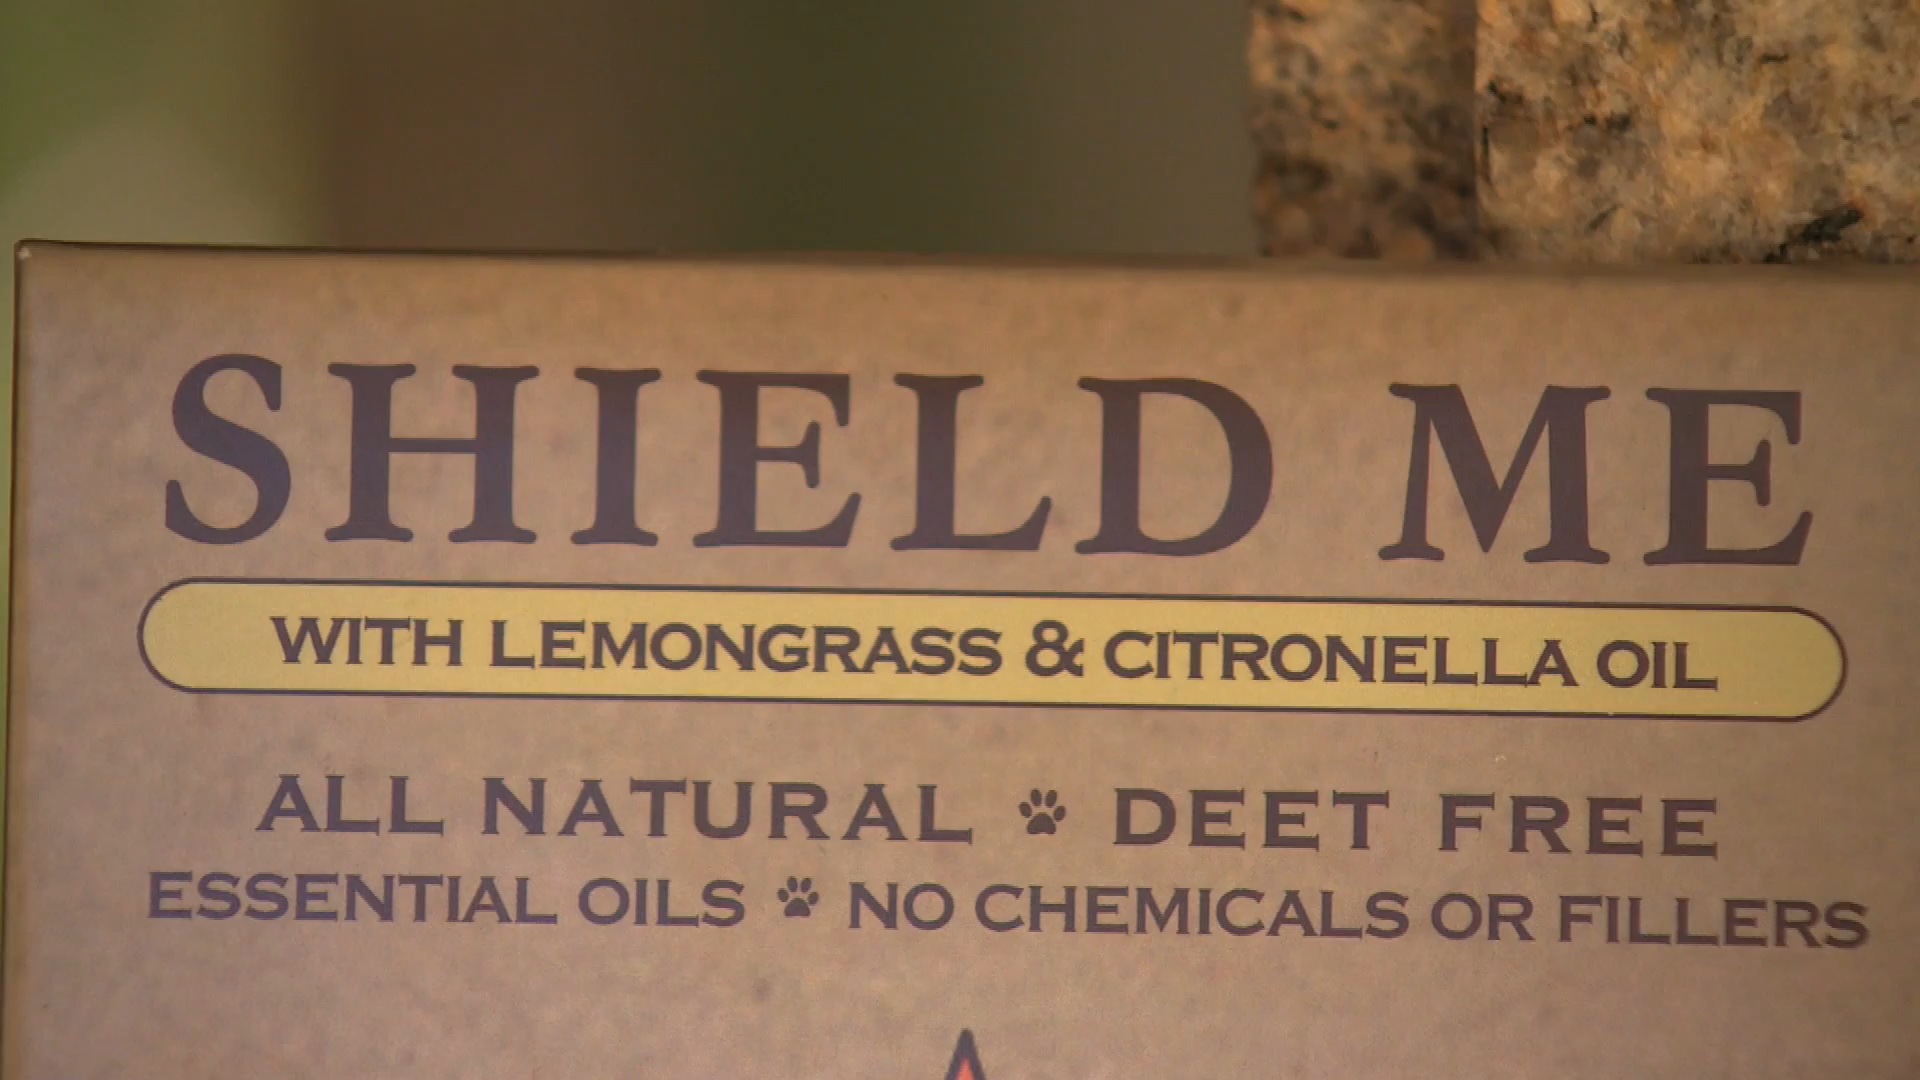 SHIELD ME
WITH LEMONGRASS & CITRONELLA OIL
ALL NATURAL 🐾 DEET FREE
ESSENTIAL OILS 🐾 NO CHEMICALS OR FILLERS